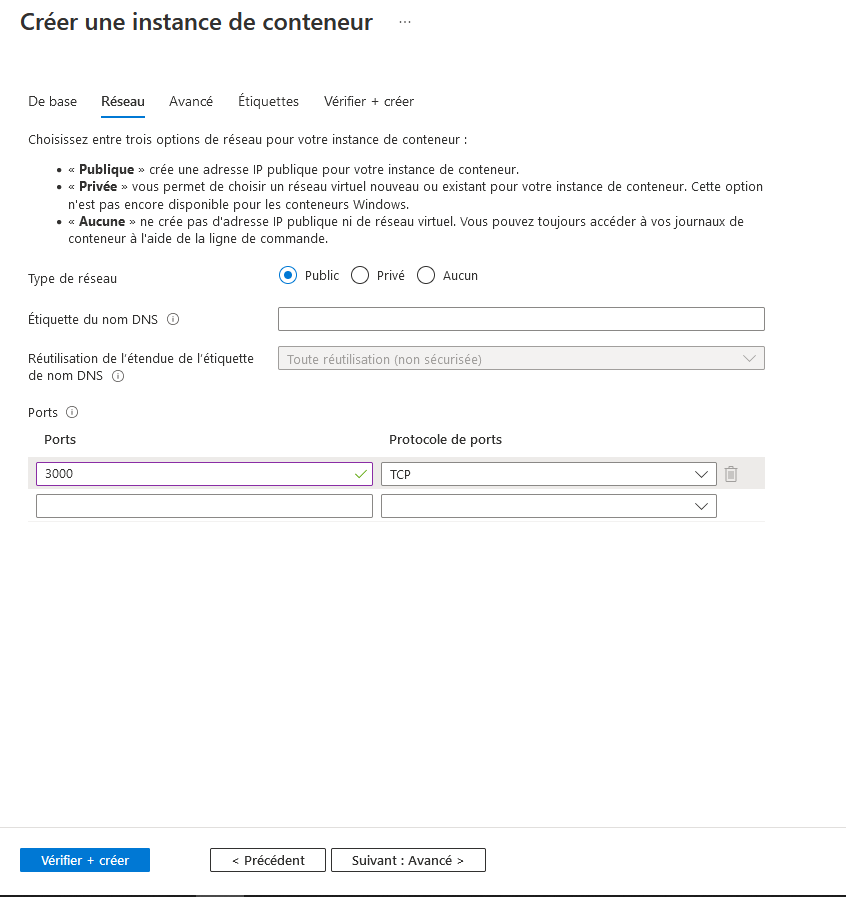 Créer une instance de conteneur ...
De base Réseau Avancé Étiquettes Vérifier + créer
Choisissez entre trois options de réseau pour votre instance de conteneur :
• « Publique » crée une adresse IP publique pour votre instance de conteneur.
• « Privée » vous permet de choisir un réseau virtuel nouveau ou existant pour votre instance de conteneur. Cette option
n'est pas encore disponible pour les conteneurs Windows.
• « Aucune » ne crée pas d'adresse IP publique ni de réseau virtuel. Vous pouvez toujours accéder à vos journaux de
conteneur à l'aide de la ligne de commande.
Type de réseau Public Privé Aucun
Étiquette du nom DNS
Réutilisation de l'étendue de l'étiquette
de nom DNS
Toute réutilisation (non sécurisée)
Ports
Ports Protocole de ports
3000 TCP
Vérifier + créer < Précédent Suivant : Avancé >